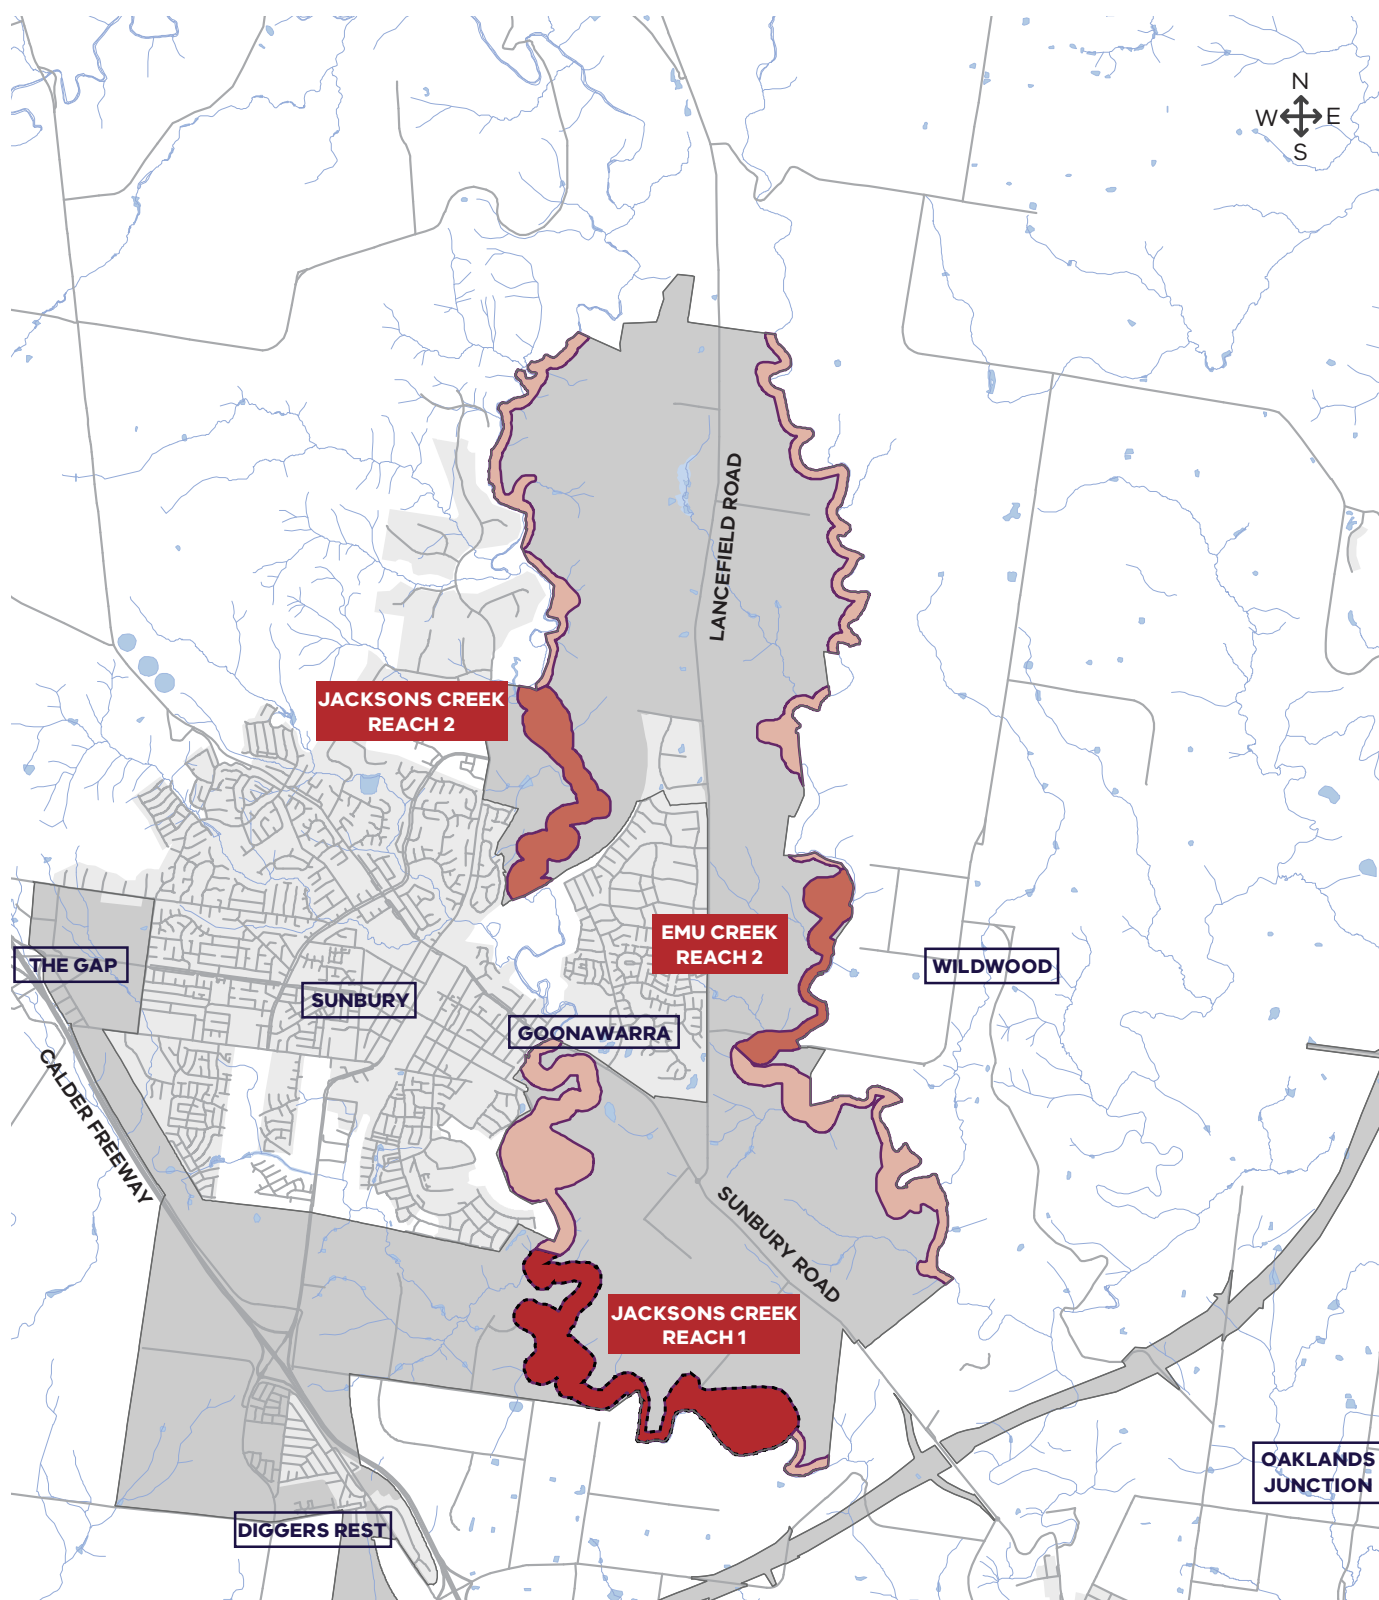 N
W E
S
LANCEFIELD ROAD
JACKSONS CREEK
REACH 2
EMU CREEK
REACH 2
THE GAP
WILDWOOD
SUNBURY
GOONAWARRA
CALDER FREEWAY
SUNBURY ROAD
JACKSONS CREEK
REACH 1
OAKLANDS
JUNCTION
DIGGERS REST